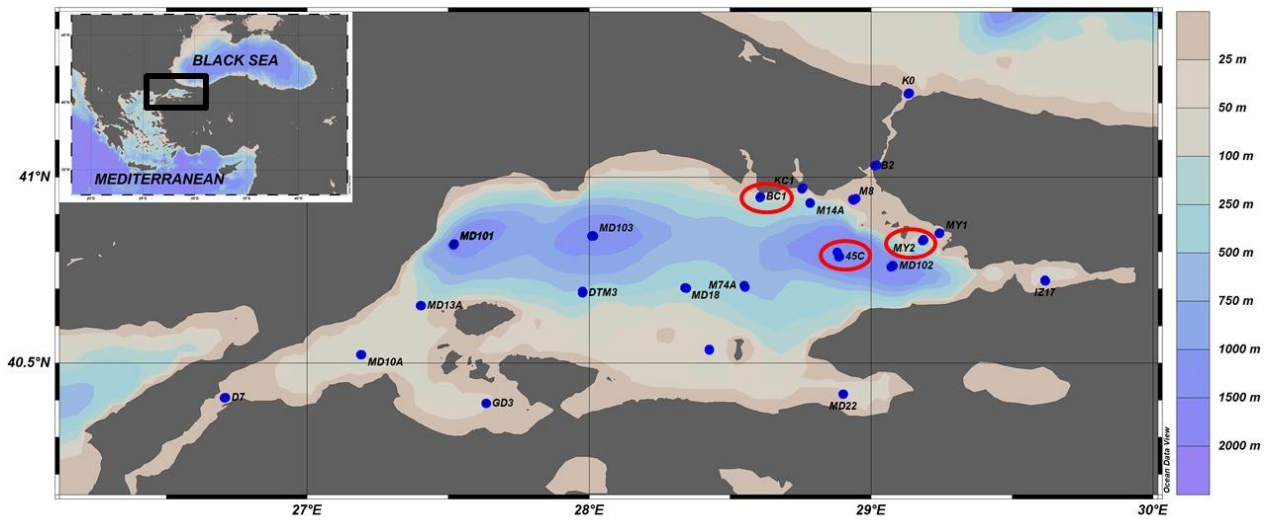 BLACK SEA
MEDITERRANEAN
K0
B2
41°N
KC1
BC1
M8
M14A
MD103
MY1
MD101
MY2
45C
MD102
M74A
IZ17
DTM3
MD18
MD13A
40.5°N
MD10A
D7
GD3
MD22
27°E
28°E
29°E
30°E
25 m
50 m
100 m
250 m
500 m
750 m
1000 m
1500 m
2000 m
Ocean Data View